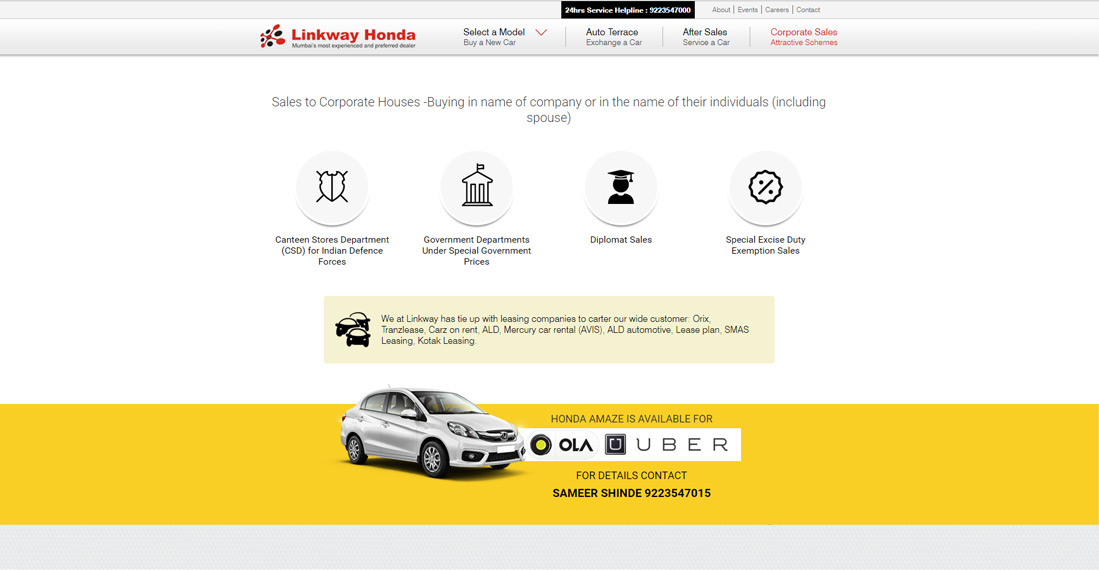 24hrs Service Helpline : 9223547000
About | Events | Careers | Contact
Linkway Honda
Mumbai's most experienced and preferred dealer
Select a Model
Buy a New Car
Auto Terrace
Exchange a Car
After Sales
Service a Car
Corporate Sales
Attractive Schemes
Sales to Corporate Houses -Buying in name of company or in the name of their individuals (including
spouse)
Canteen Stores Department
(CSD) for Indian Defence
Forces
Government Departments
Under Special Government
Prices
Diplomat Sales
Special Excise Duty
Exemption Sales
We at Linkway has tie up with leasing companies to carter our wide customer: Orix,
Tranzlease, Carz on rent, ALD, Mercury car rental (AVIS), ALD automotive, Lease plan, SMAS
Leasing, Kotak Leasing.
HONDA AMAZE IS AVAILABLE FOR
OLA U UBER
FOR DETAILS CONTACT
SAMEER SHINDE 9223547015